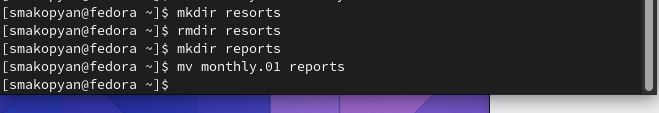 [smakopyan@fedora ~]$ mkdir resorts
[smakopyan@fedora ~]$ rmdir resorts
[smakopyan@fedora ~]$ mkdir reports
[smakopyan@fedora ~]$ mv monthly.01 reports
[smakopyan@fedora ~]$